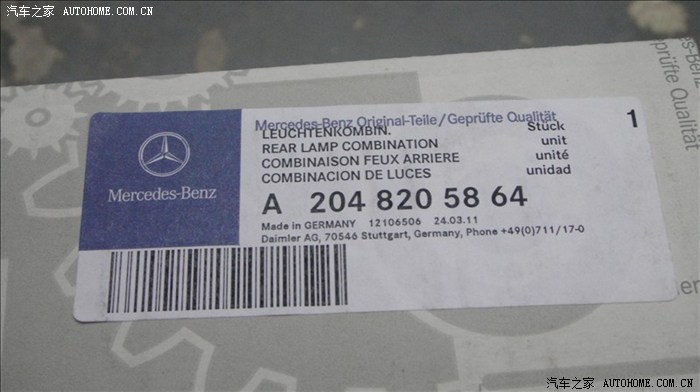 汽车之家 AUTOHOME.COM.CN
Mercedes-Benz
Mercedes-Benz Original-Teile/Geprüfte Qualität
LEUCHTENKOMBIN. Stück 1
REAR LAMP COMBINATION unit
COMBINAISON FEUX ARRIERE unité
COMBINACION DE LUCES unidad
A 204 820 58 64
Made in GERMANY 12106506 24.03.11
Daimler AG, 70546 Stuttgart, Germany, Phone +49(0)711/17-0
Geprüfte Qualität
汽车之家 AUTOHOME.COM.CN